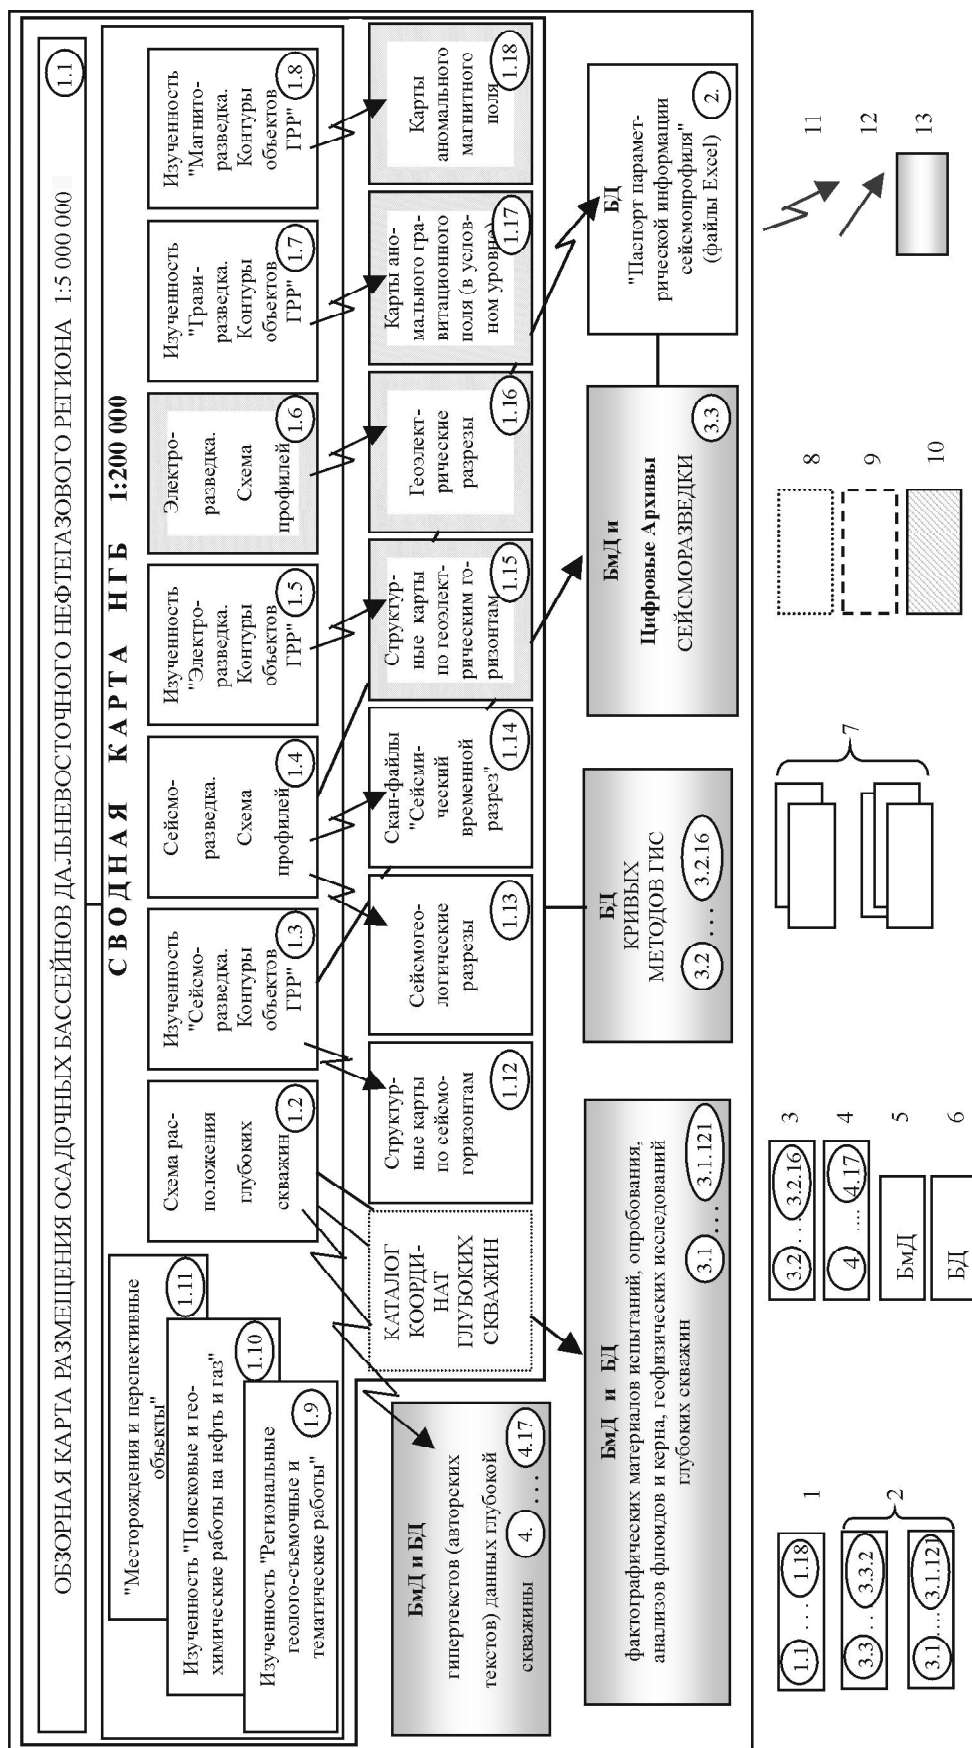 ОБЗОРНАЯ КАРТА РАЗМЕЩЕНИЯ ОСАДОЧНЫХ БАССЕЙНОВ ДАЛЬНЕВОСТОЧНОГО НЕФТЕГАЗОВОГО РЕГИОНА 1:5 000 000
1.1
СВОДНАЯ КАРТА НГБ 1:200 000
"Месторождения и перспективные
объекты"
1.11
Изученность "Поисковые и гео-
химические работы на нефть и газ"
1.10
Изученность "Региональные
геолого-съемочные и
тематические работы"
1.9
Схема рас-
положения
глубоких
скважин
1.2
Изученность
"Сейсмо-
разведка.
Контуры
объектов
ГРР"
1.3
Сейсмо-
разведка.
Схема
профилей
1.4
Изученность
"Электро-
разведка.
Контуры
объектов
ГРР"
1.5
Электро-
разведка.
Схема
профилей
1.6
Изученность
"Грави-
разведка.
Контуры
объектов
ГРР"
1.7
Изученность
"Магнито-
разведка.
Контуры
объектов
ГРР"
1.8
БмД и БД
гипертекстов (авторских
текстов) данных глубокой
скважины
4. .... 4.17
КАТАЛОГ
КООРДИ-
НАТ
ГЛУБОКИХ
СКВАЖИН
Структур-
ные карты
по сейсмо-
горизонтам
1.12
Сейсмогео-
логические
разрезы
1.13
Скан-файлы
"Сейсми-
ческий
временной
разрез"
1.14
Структур-
ные карты
по геоэлект-
рическим го-
ризонтам
1.15
Геоэлект-
рические
разрезы
1.16
Карты ано-
мального гра-
витационного
поля (в услов-
ном уровне)
1.17
Карты
аномального
магнитного
поля
1.18
БмД и БД
фактографических материалов испытаний, опробования,
анализов флюидов и керна, геофизических исследований
глубоких скважин
3.1 ... 3.1.121
БД
КРИВЫХ
МЕТОДОВ ГИС
3.2 .... 3.2.16
БмД и
Цифровые Архивы
СЕЙСМОРАЗВЕДКИ
3.3
БД
"Паспорт парамет-
рической информации
сейсмопрофиля"
(файлы Excel)
2.
1.1 ... 1.18
1
3.3 ... 3.3.2
3.1 .... 3.1.121
2
3.2 ... 3.2.16
3
4 .... 4.17
4
БмД
5
БД
6
7
8
9
10
11
12
13